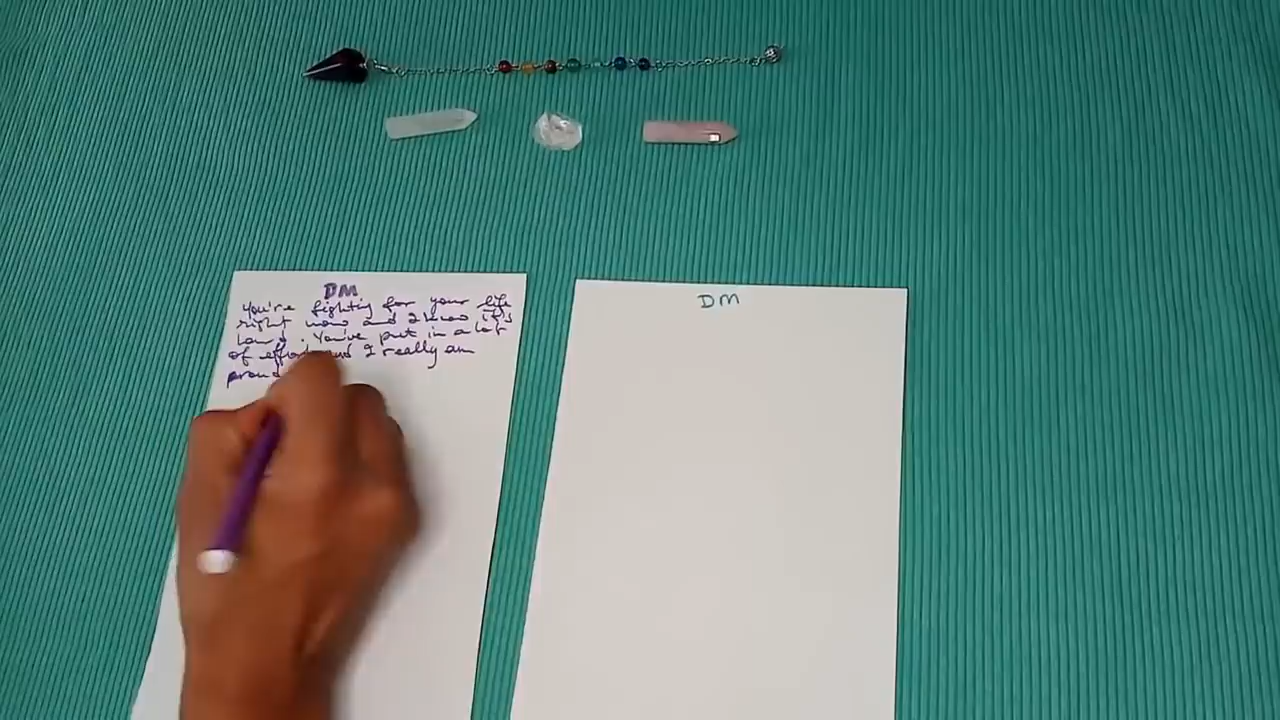 DM
You're fighting for your life
right now and I know it's
hard. You've put in a lot
of effort and I really am
proud
DM